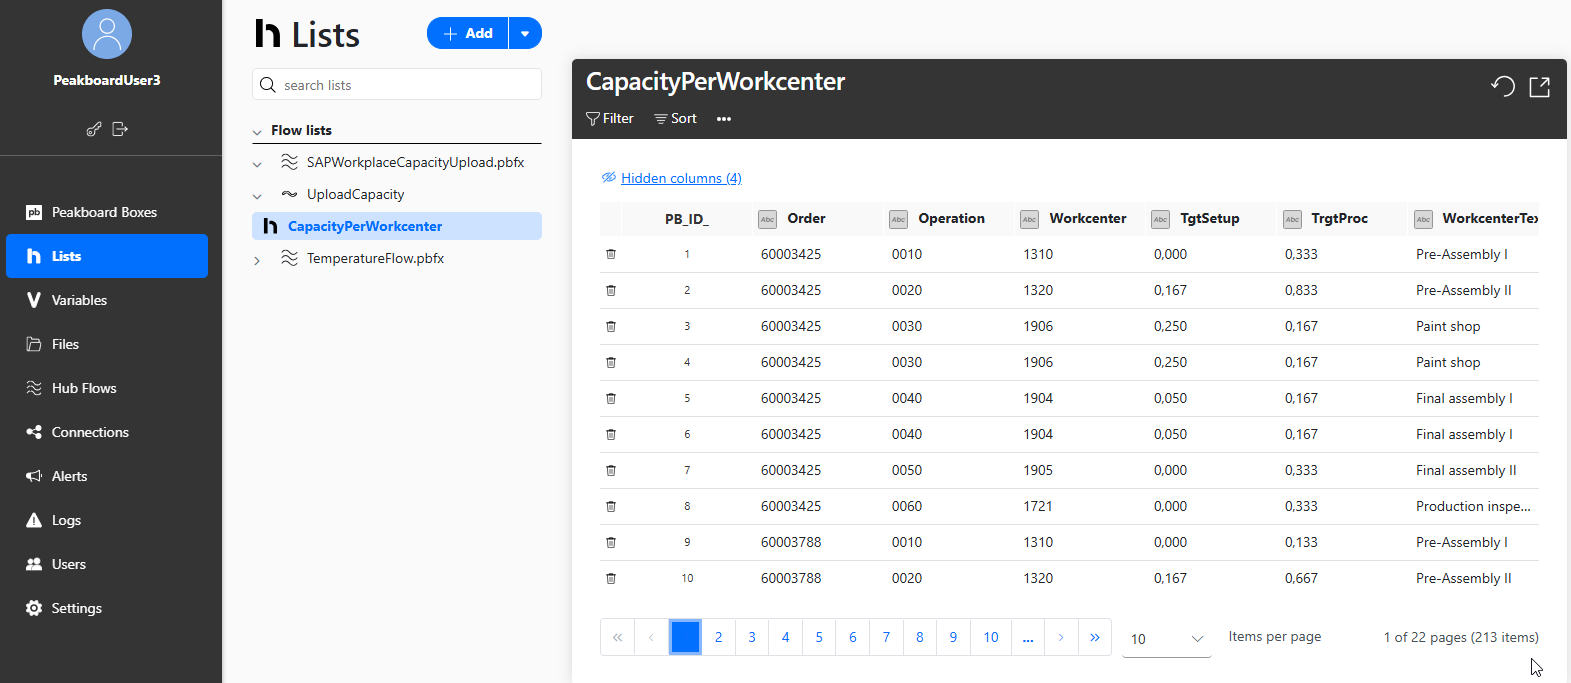 PeakboardUser3
pb Peakboard Boxes
Lists
Variables
Files
Hub Flows
Connections
Alerts
Logs
Users
Settings
Lists
Add
search lists
Flow lists
SAPWorkplaceCapacityUpload.pbfx
UploadCapacity
CapacityPerWorkcenter
TemperatureFlow.pbfx
CapacityPerWorkcenter
Filter Sort •••
Hidden columns (4)
PB_ID_ Abc Order Abc Operation Abc Workcenter Abc TgtSetup Abc TrgtProc Abc WorkcenterTex
1 60003425 0010 1310 0,000 0,333 Pre-Assembly I
2 60003425 0020 1320 0,167 0,833 Pre-Assembly II
3 60003425 0030 1906 0,250 0,167 Paint shop
4 60003425 0030 1906 0,250 0,167 Paint shop
5 60003425 0040 1904 0,050 0,167 Final assembly I
6 60003425 0040 1904 0,050 0,167 Final assembly I
7 60003425 0050 1905 0,000 0,333 Final assembly II
8 60003425 0060 1721 0,000 0,333 Production inspe...
9 60003788 0010 1310 0,000 0,133 Pre-Assembly I
10 60003788 0020 1320 0,167 0,667 Pre-Assembly II
« ‹ 2 3 4 5 6 7 8 9 10 ... › » 10 Items per page 1 of 22 pages (213 items)